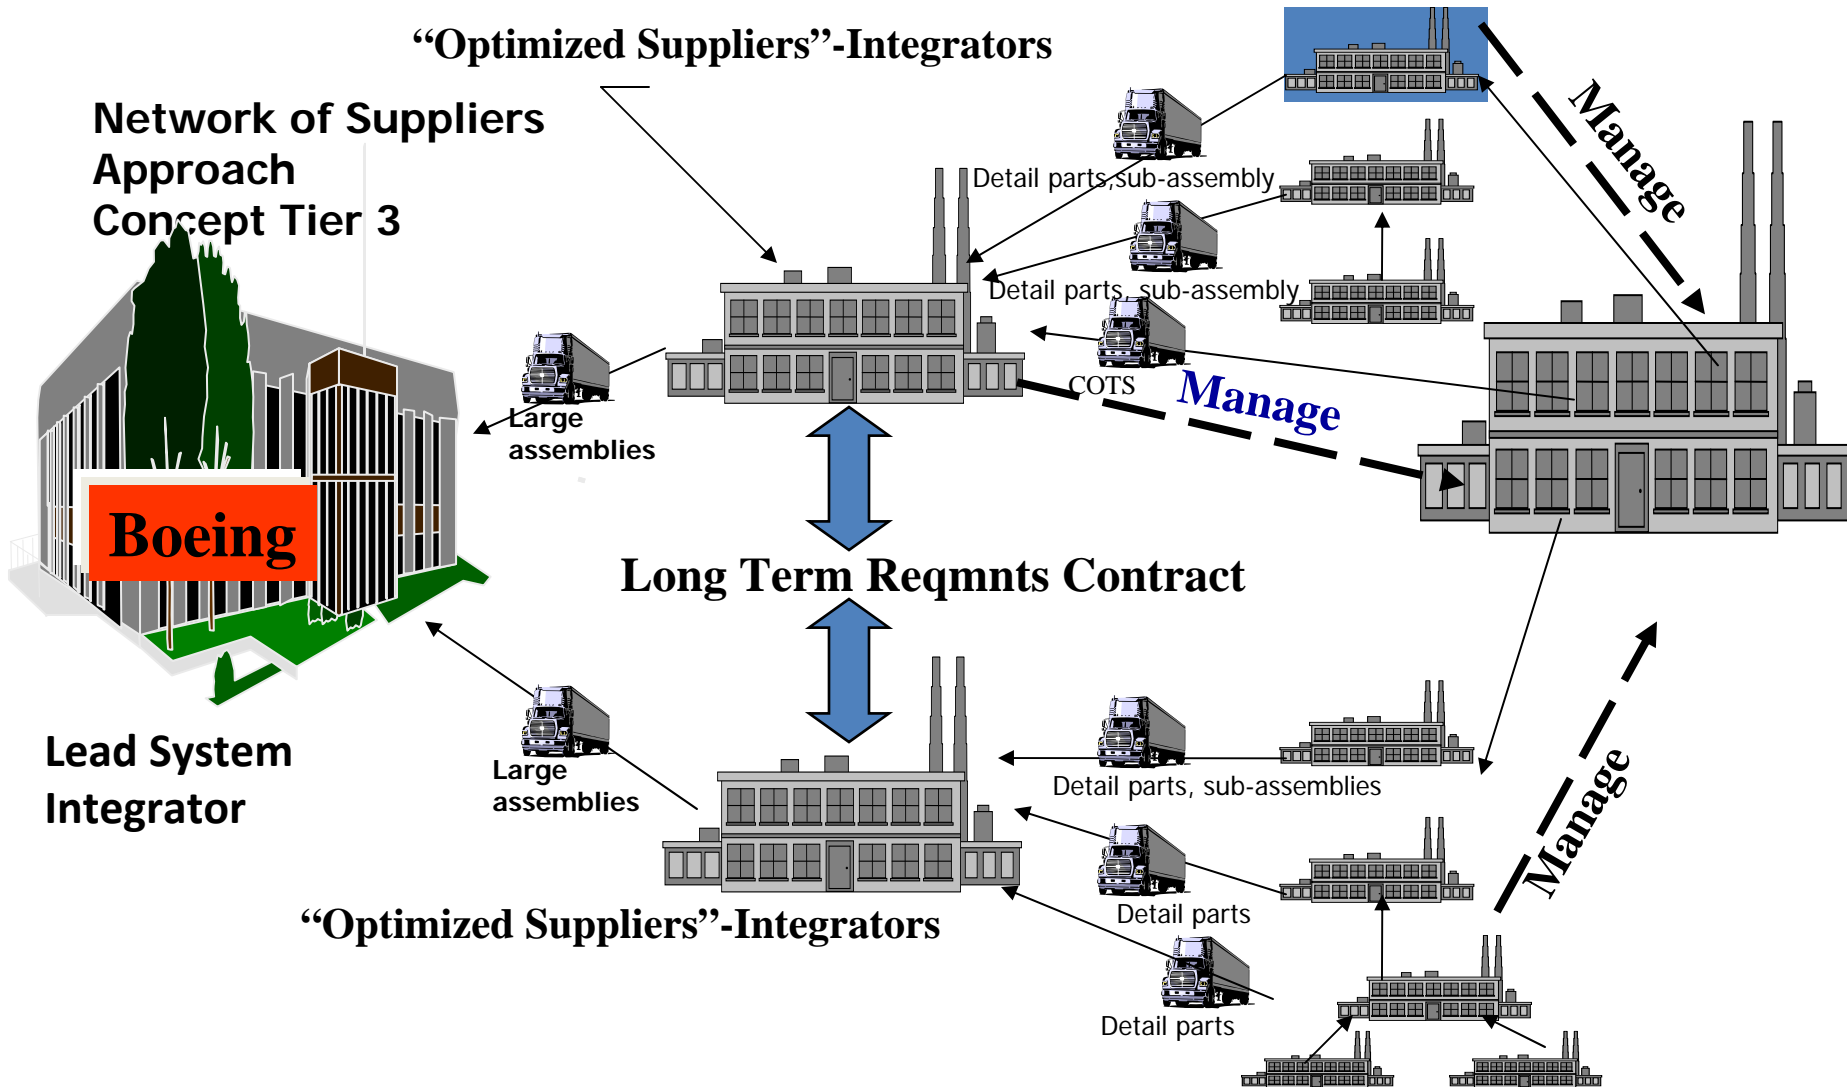 “Optimized Suppliers”-Integrators
Network of Suppliers
Approach
Concept Tier 3
Manage
Detail parts,sub-assembly
Detail parts, sub-assembly
COTS
Manage
Large
assemblies
Boeing
Long Term Reqmnts Contract
Lead System
Integrator
Large
assemblies
Detail parts, sub-assemblies
Manage
“Optimized Suppliers”-Integrators
Detail parts
Detail parts